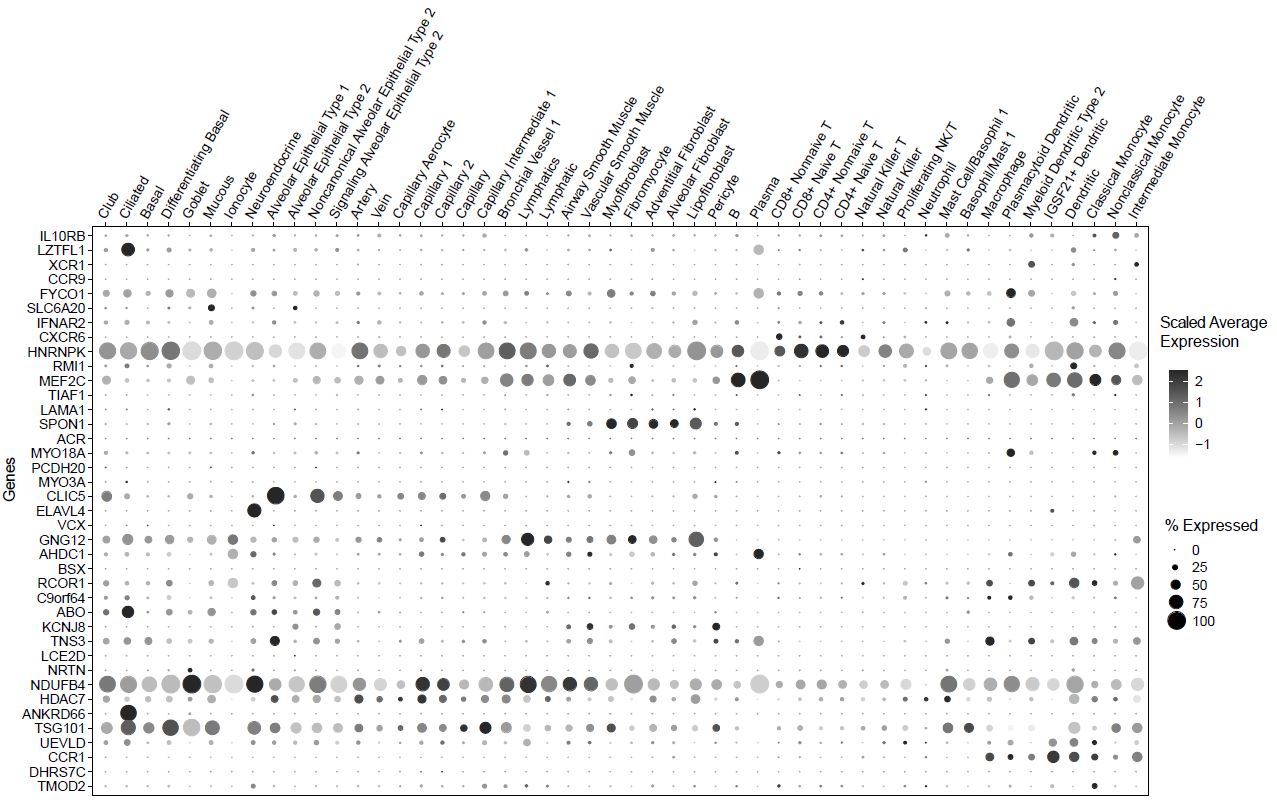 Club
Ciliated
Basal
Differentiating Basal
Goblet
Mucous
Ionocyte
Neuroendocrine
Alveolar Epithelial Type 1
Alveolar Epithelial Type 2
Noncanonical Alveolar Epithelial Type 2
Signaling Alveolar Epithelial Type 2
Artery
Vein
Capillary Aerocyte
Capillary 1
Capillary 2
Capillary
Capillary Intermediate 1
Bronchial Vessel 1
Lymphatics
Lymphatic
Airway Smooth Muscle
Vascular Smooth Muscle
Myofibroblast
Fibromyocyte
Adventitial Fibroblast
Alveolar Fibroblast
Lipofibroblast
Pericyte
B
Plasma
CD8+ Nonnaive T
CD8+ Naive T
CD4+ Nonnaive T
CD4+ Naive T
Natural Killer T
Natural Killer
Proliferating NK/T
Neutrophil
Mast Cell/Basophil 1
Basophil/Mast 1
Macrophage
Plasmacytoid Dendritic
Myeloid Dendritic Type 2
IGSF21+ Dendritic
Dendritic
Classical Monocyte
Nonclassical Monocyte
Intermediate Monocyte
Genes
IL10RB
LZTFL1
XCR1
CCR9
FYCO1
SLC6A20
IFNAR2
CXCR6
HNRNPK
RMI1
MEF2C
TIAF1
LAMA1
SPON1
ACR
MYO18A
PCDH20
MYO3A
CLIC5
ELAVL4
VCX
GNG12
AHDC1
BSX
RCOR1
C9orf64
ABO
KCNJ8
TNS3
LCE2D
NRTN
NDUFB4
HDAC7
ANKRD66
TSG101
UEVLD
CCR1
DHRS7C
TMOD2
Scaled Average
Expression
2
1
0
−1
% Expressed
0
25
50
75
100